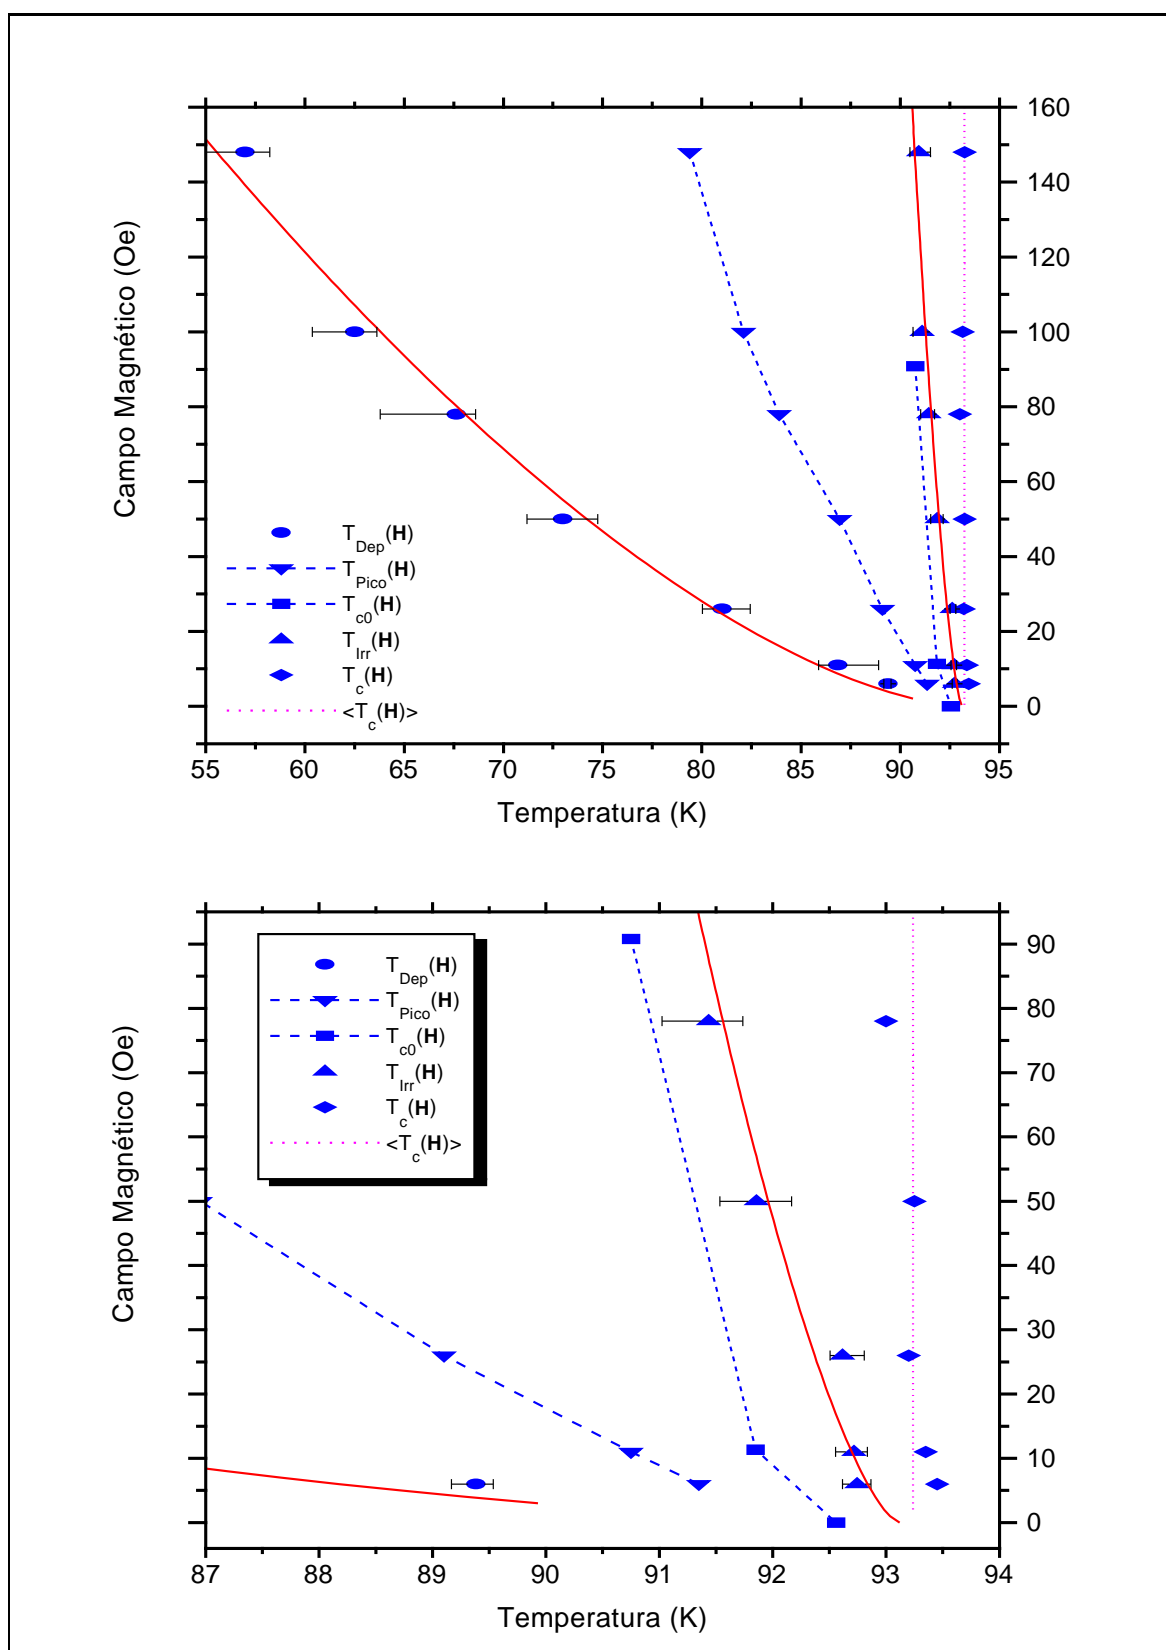 160
140
120
100
80
60
40
20
0
Campo Magnético (Oe)
T_Dep(H)
T_Pico(H)
T_c0(H)
T_Irr(H)
T_c(H)
<T_c(H)>
55 60 65 70 75 80 85 90 95
Temperatura (K)
90
80
70
60
50
40
30
20
10
0
Campo Magnético (Oe)
T_Dep(H)
T_Pico(H)
T_c0(H)
T_Irr(H)
T_c(H)
<T_c(H)>
87 88 89 90 91 92 93 94
Temperatura (K)